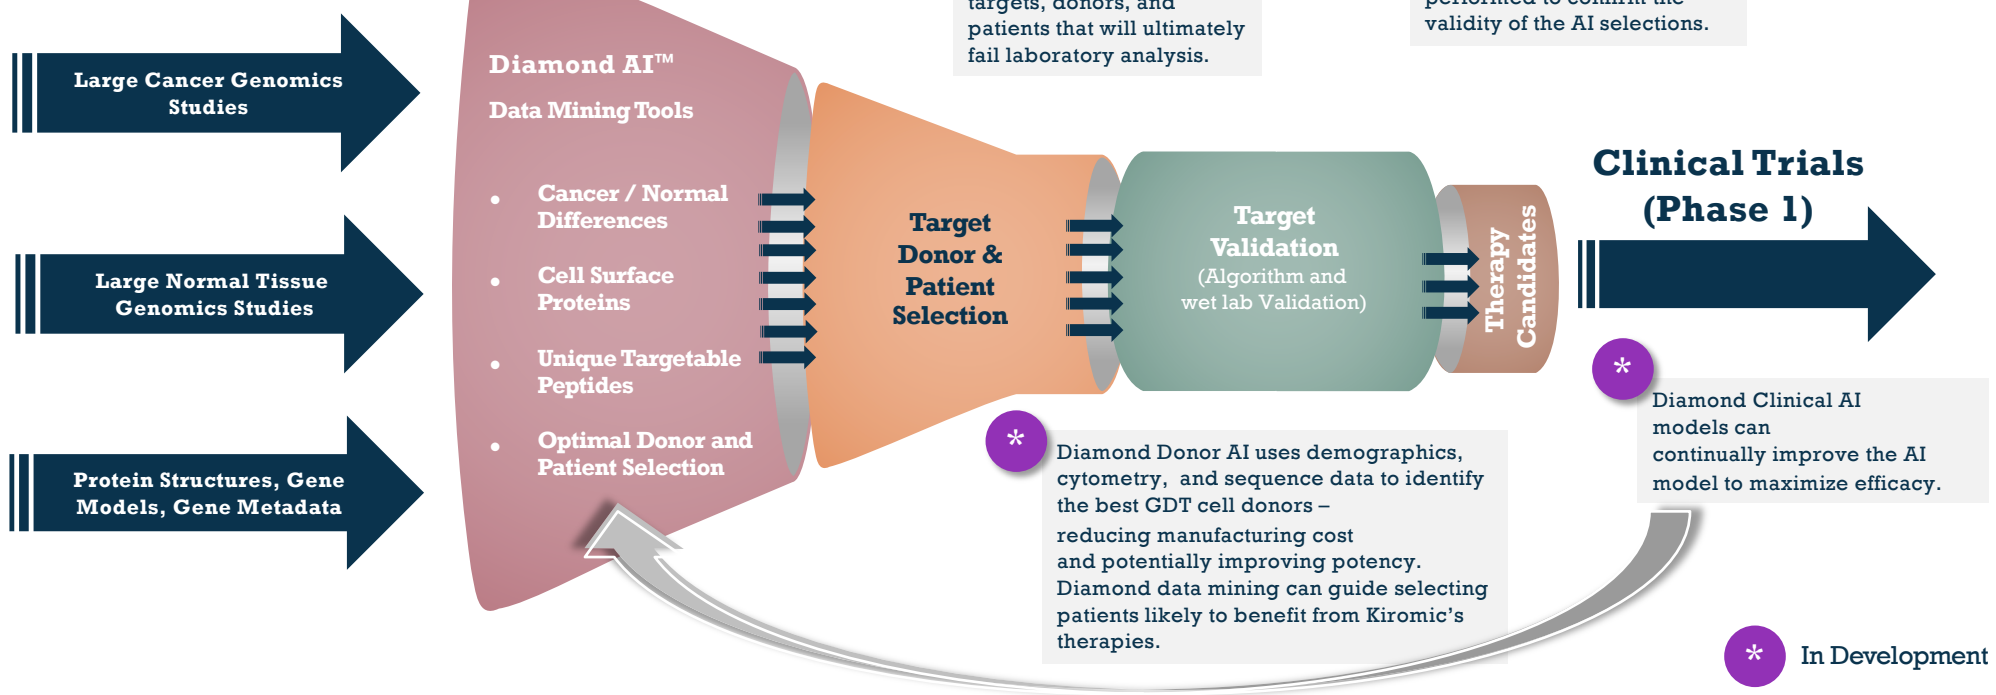 targets, donors, and
patients that will ultimately
fail laboratory analysis.
performed to confirm the
validity of the AI selections.
Large Cancer Genomics
Studies
Large Normal Tissue
Genomics Studies
Protein Structures, Gene
Models, Gene Metadata
Diamond AI™
Data Mining Tools
• Cancer / Normal
Differences
• Cell Surface
Proteins
• Unique Targetable
Peptides
• Optimal Donor and
Patient Selection
Target
Donor &
Patient
Selection
Target
Validation
(Algorithm and
wet lab Validation)
Therapy
Candidates
Clinical Trials
(Phase 1)
*
Diamond Donor AI uses demographics,
cytometry, and sequence data to identify
the best GDT cell donors –
reducing manufacturing cost
and potentially improving potency.
Diamond data mining can guide selecting
patients likely to benefit from Kiromic's
therapies.
*
Diamond Clinical AI
models can
continually improve the AI
model to maximize efficacy.
* In Development